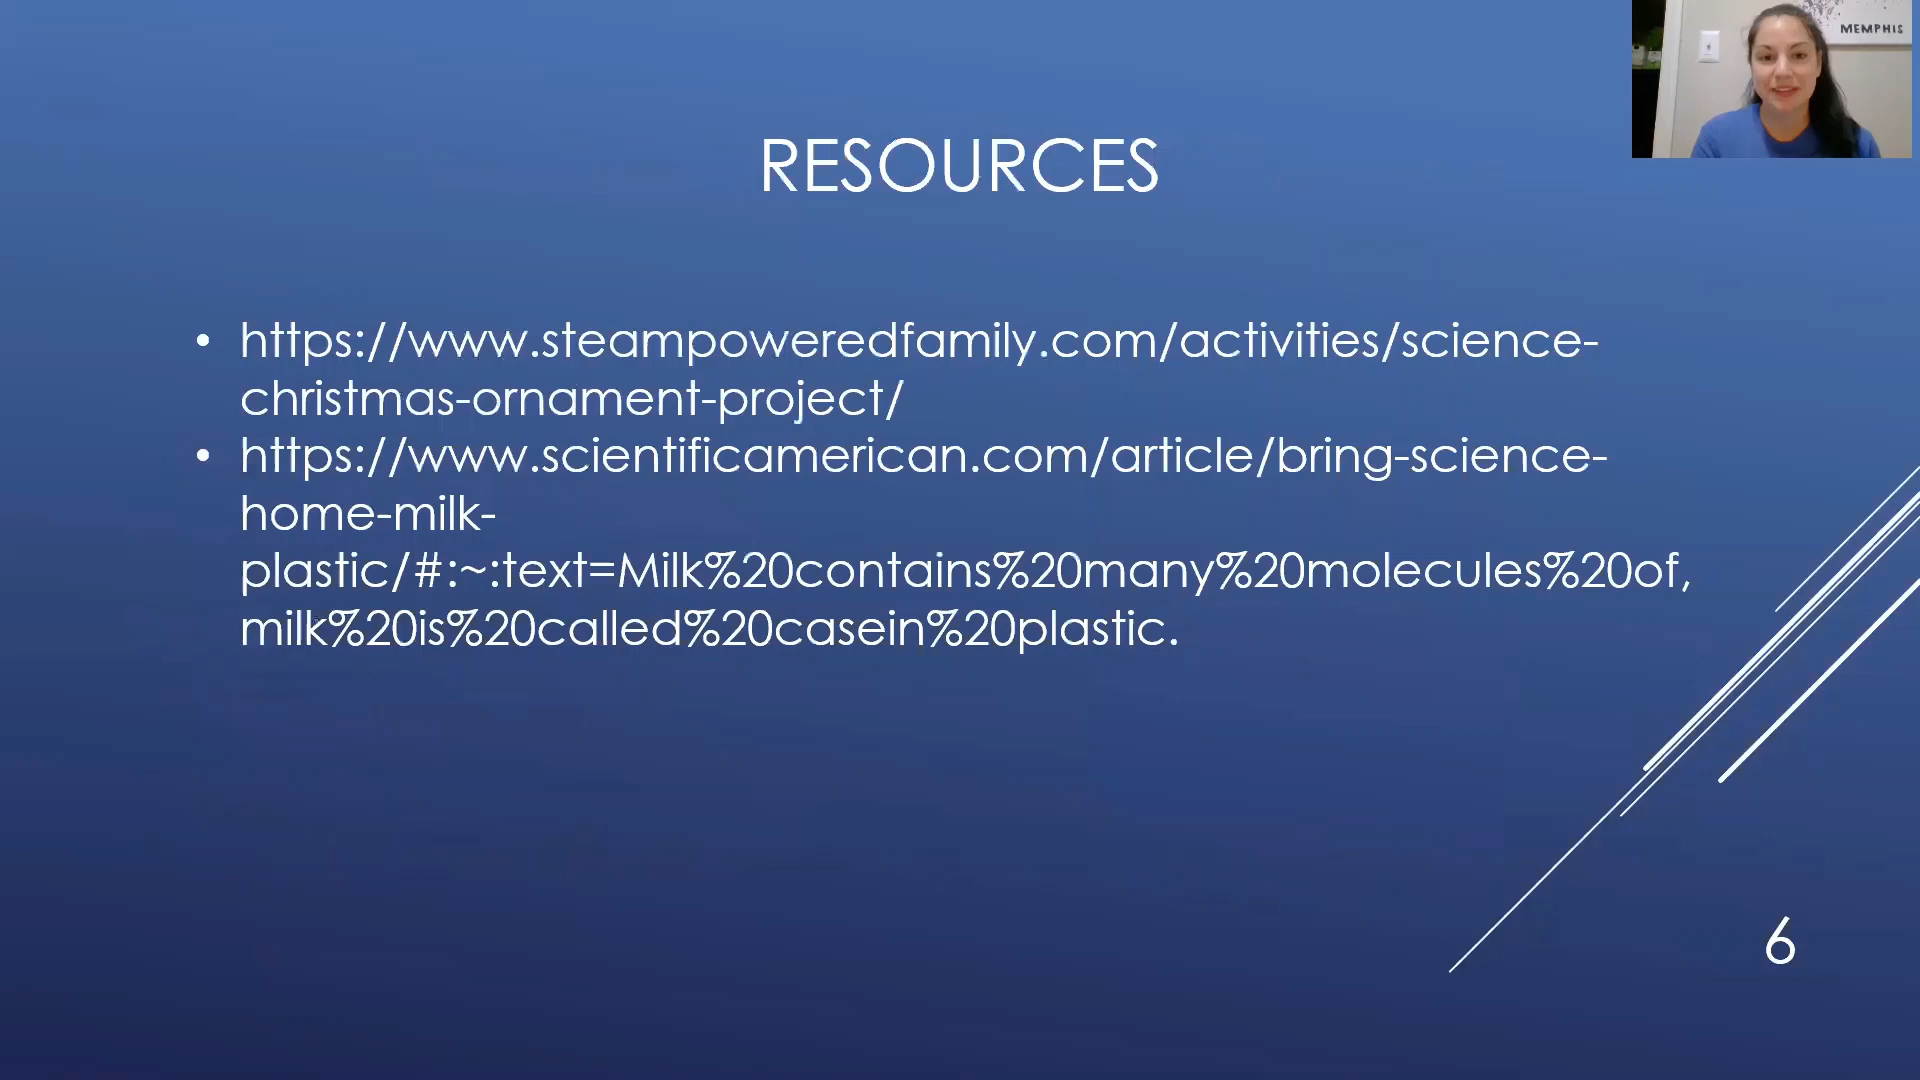 MEMPHIS
RESOURCES
• https://www.steampoweredfamily.com/activities/science-
christmas-ornament-project/
• https://www.scientificamerican.com/article/bring-science-
home-milk-
plastic/#:~:text=Milk%20contains%20many%20molecules%20of,
milk%20is%20called%20casein%20plastic.
6